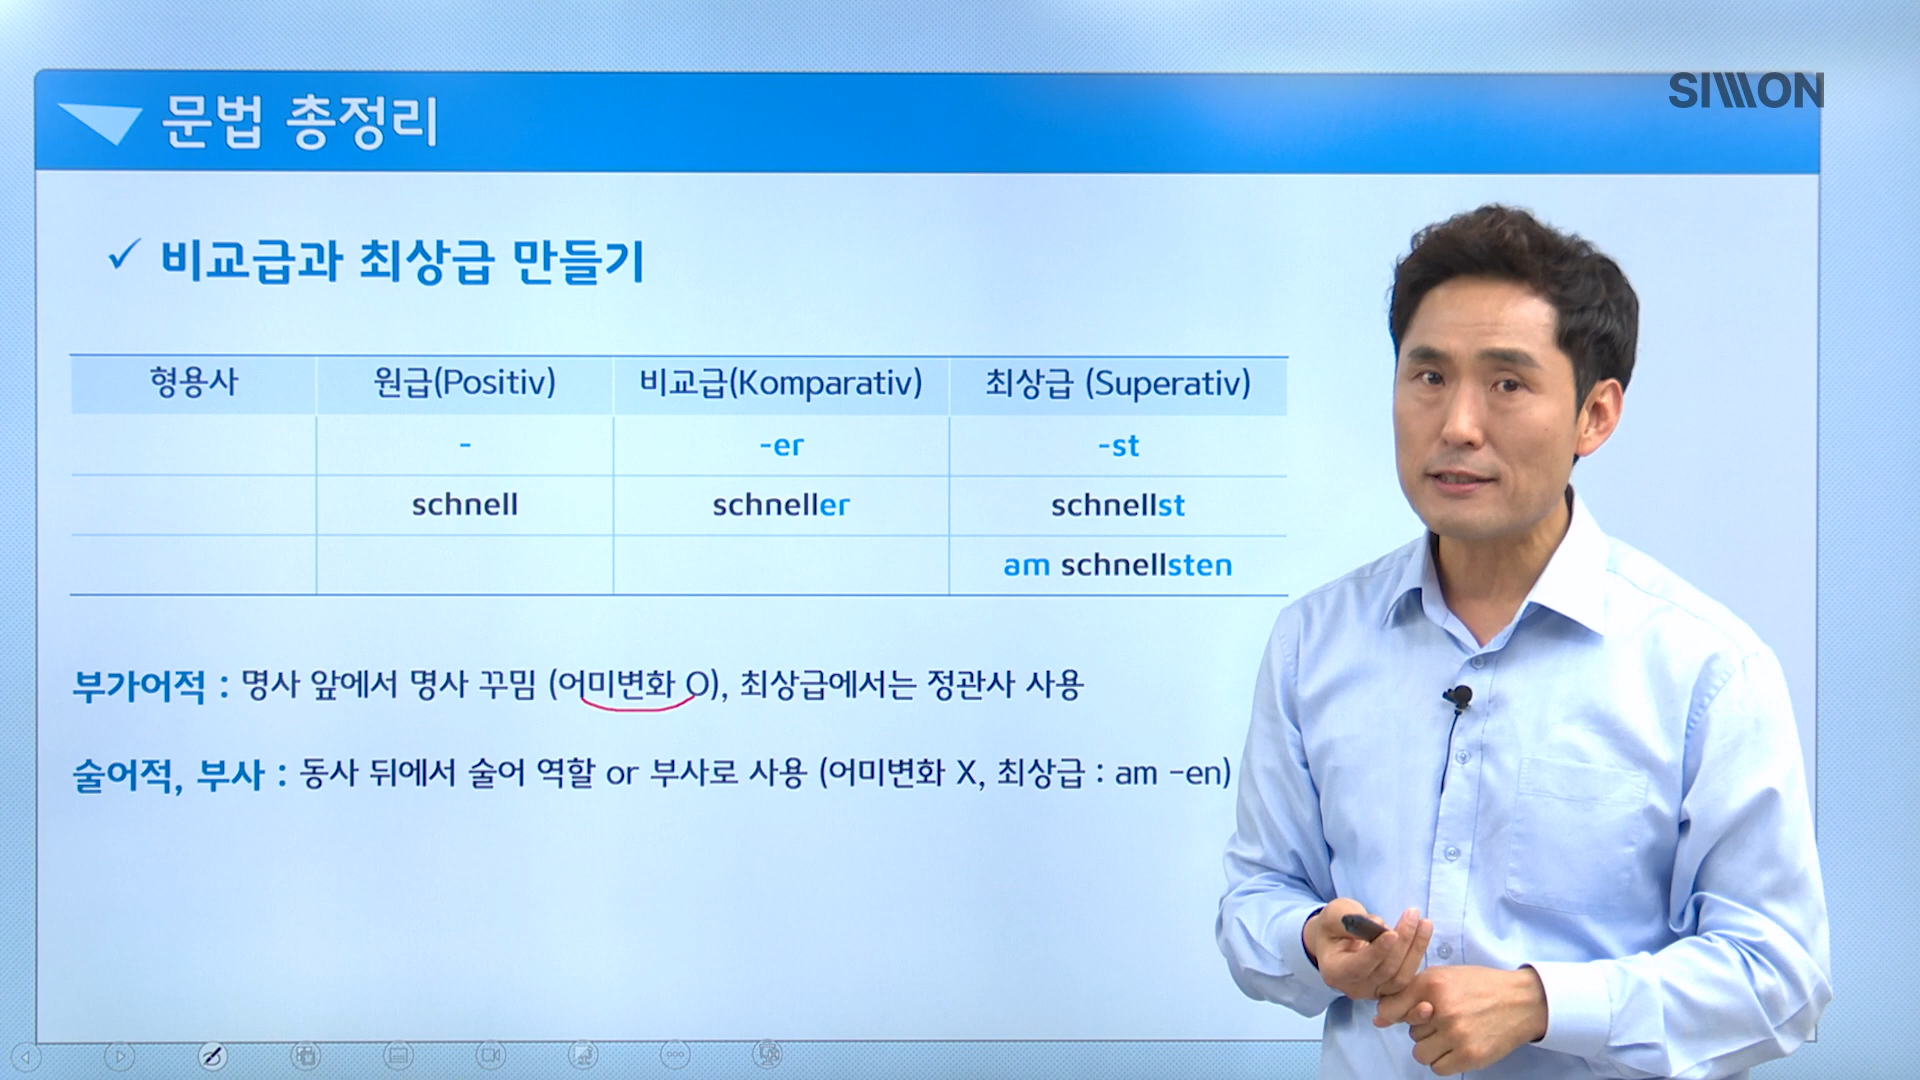 SIWON
문법 총정리
✓ 비교급과 최상급 만들기
형용사 원급(Positiv) 비교급(Komparativ) 최상급 (Superativ)
- -er -st
schnell schneller schnellst
am schnellsten
부가어적 : 명사 앞에서 명사 꾸밈 (어미변화 O), 최상급에서는 정관사 사용
술어적, 부사 : 동사 뒤에서 술어 역할 or 부사로 사용 (어미변화 X, 최상급 : am -en)